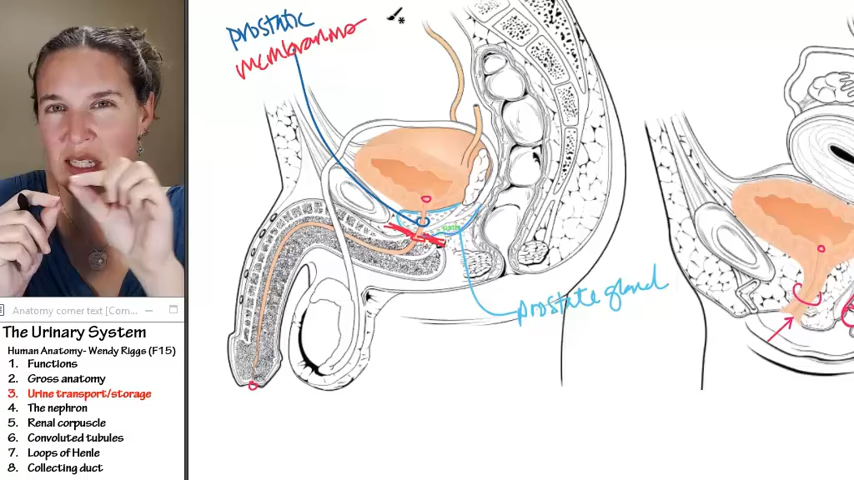 prostatic
membranous
prostate gland
Anatomy corner text [Com...
The Urinary System
Human Anatomy- Wendy Riggs (F15)
1. Functions
2. Gross anatomy
3. Urine transport/storage
4. The nephron
5. Renal corpuscle
6. Convoluted tubules
7. Loops of Henle
8. Collecting duct